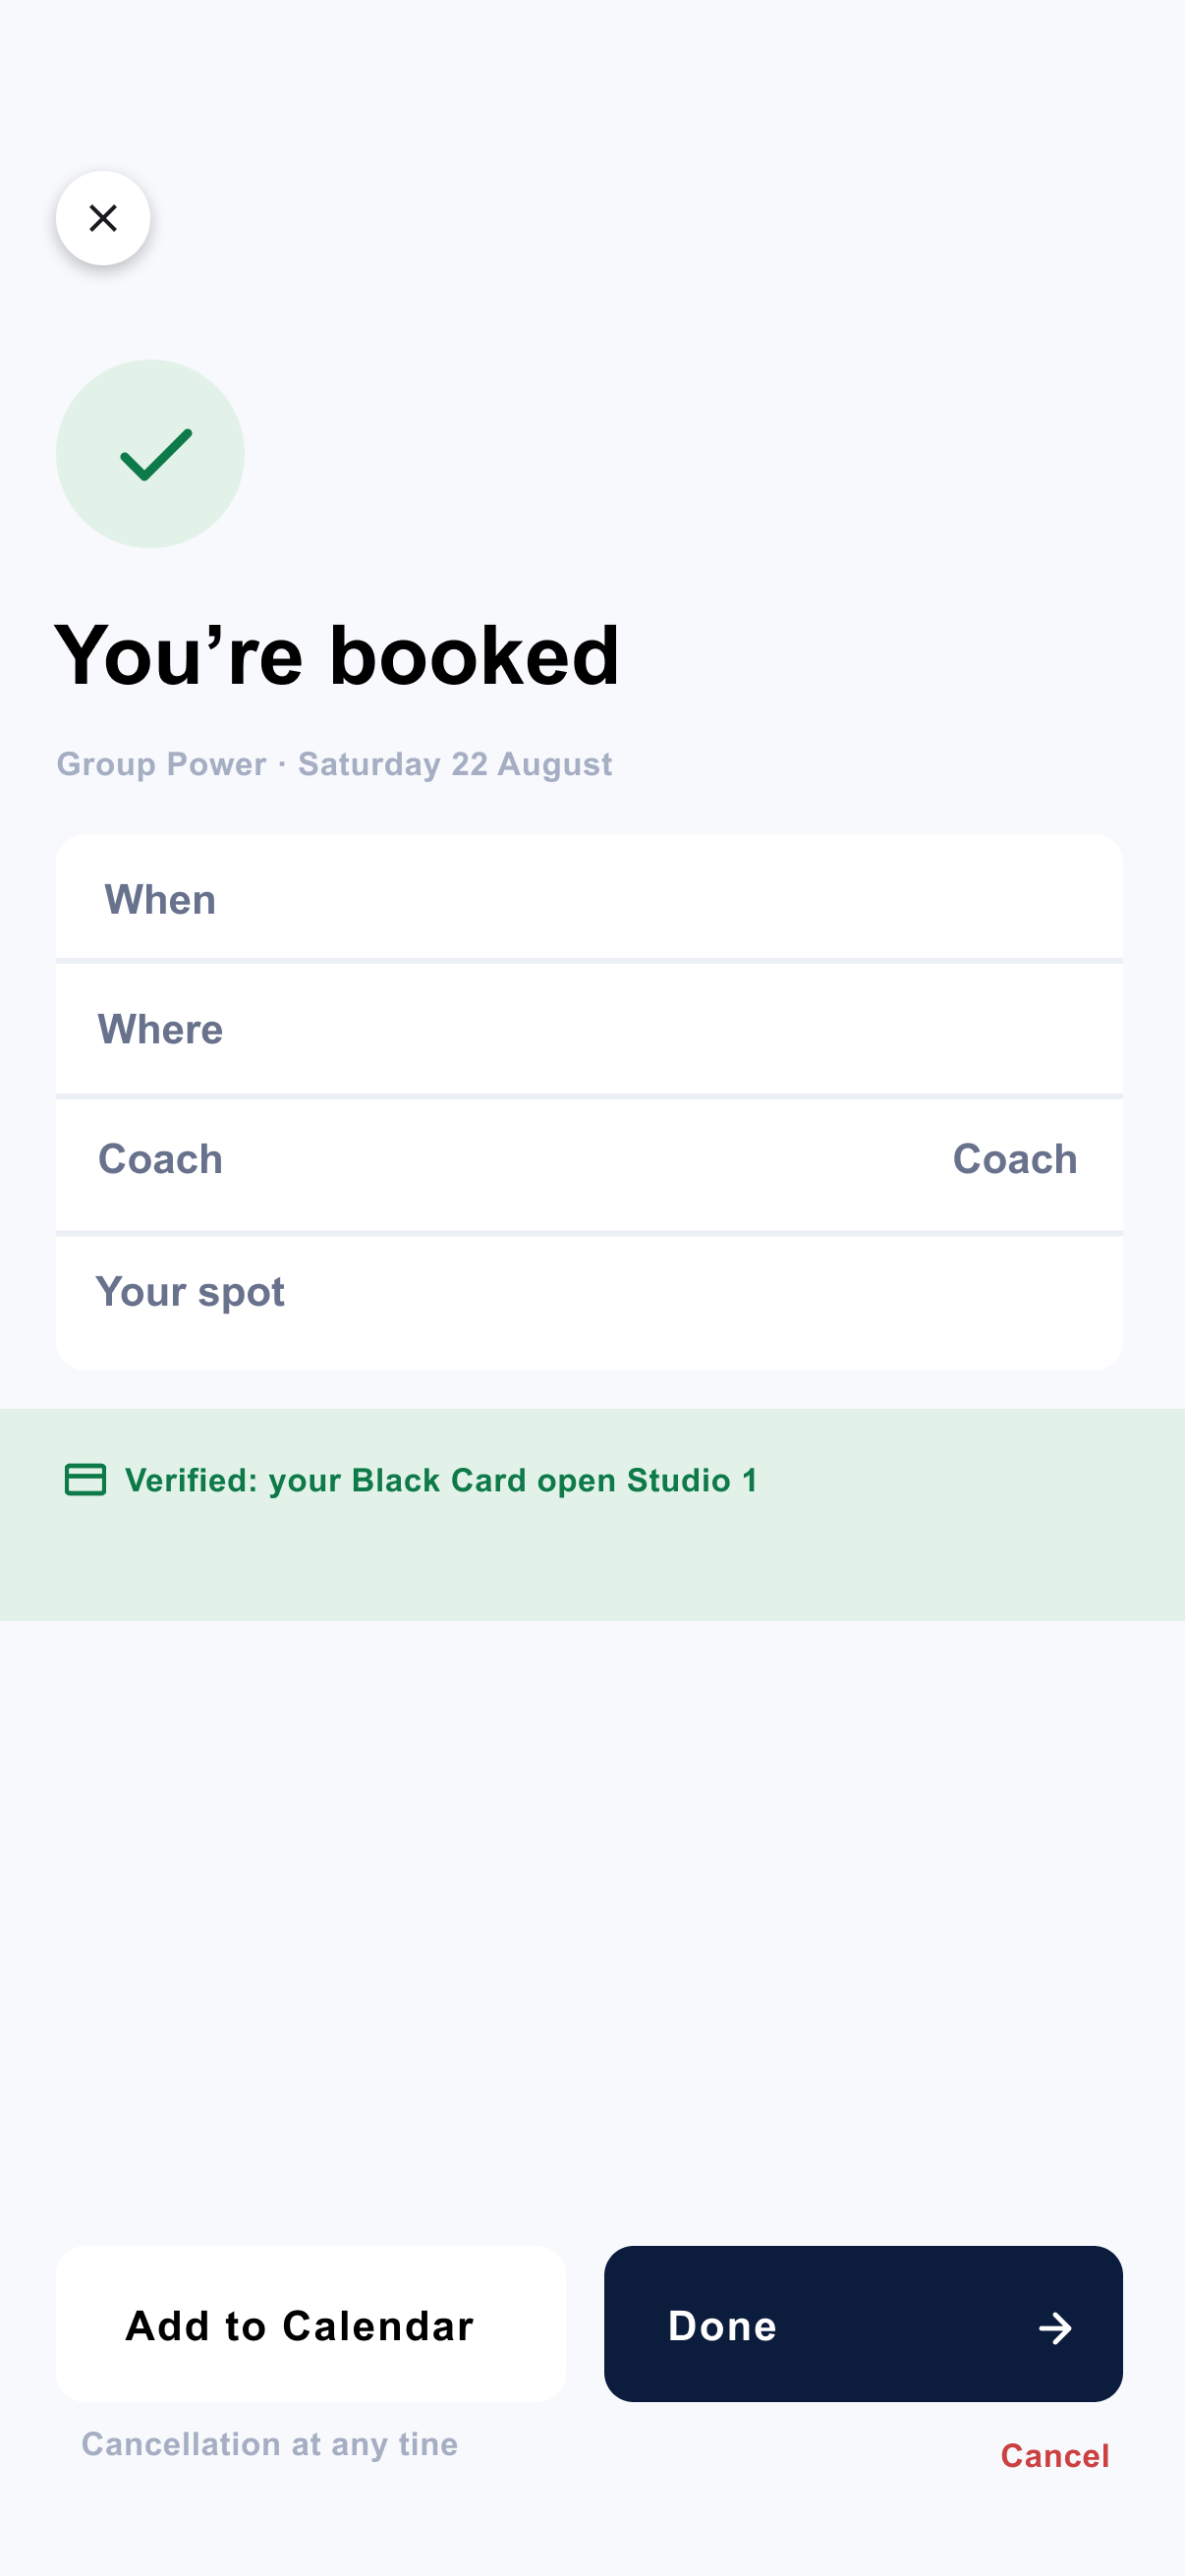 You’re booked
Group Power · Saturday 22 August
When
Where
Coach Coach
Your spot
Verified: your Black Card open Studio 1
Add to Calendar Done
Cancellation at any tine Cancel